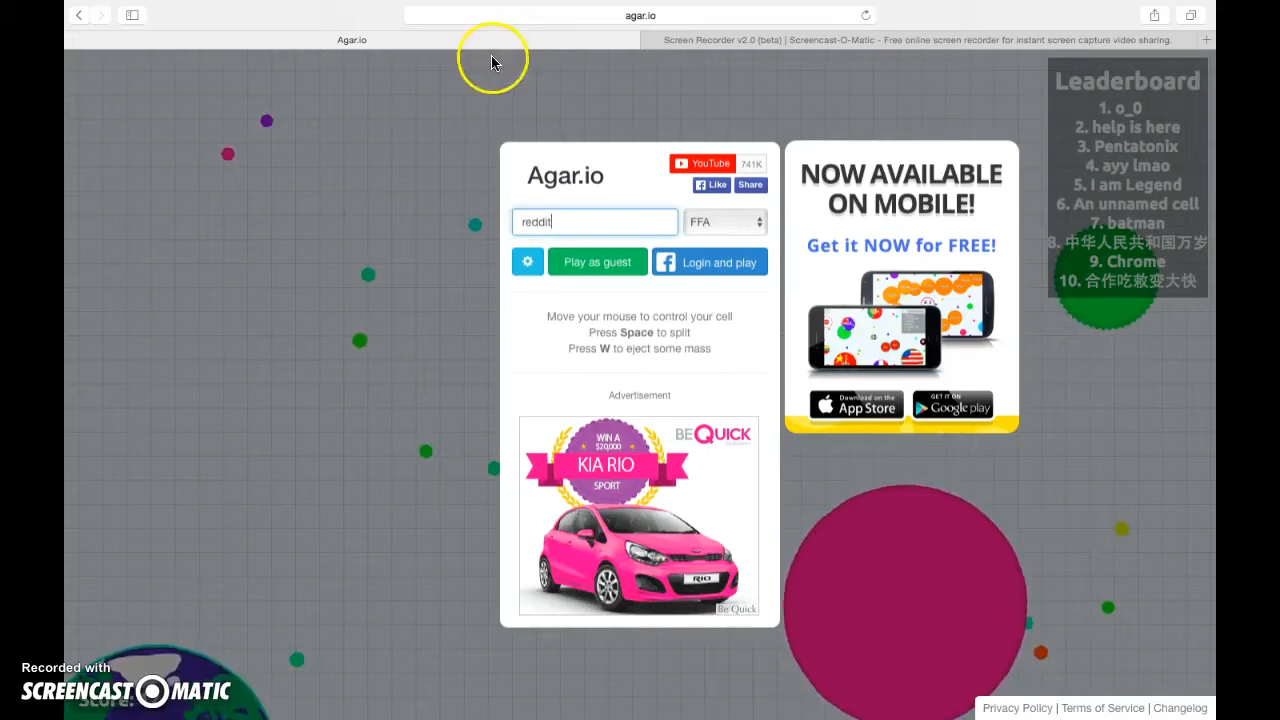 agar.io
Agar.io
Screen Recorder v2.0 (beta) | Screencast-O-Matic - Free online screen recorder for instant screen capture video sharing.
Leaderboard
1. o_0
2. help is here
3. Pentatonix
4. ayy lmao
5. I am Legend
6. An unnamed cell
7. batman
8. 中华人民共和国万岁
9. Chrome
10. 合作吃敎变大快
Agar.io
YouTube 741K
Like Share
reddit
FFA
Play as guest
Login and play
Move your mouse to control your cell
Press Space to split
Press W to eject some mass
Advertisement
WIN A
$20,000
KIA RIO
SPORT
BEQUICK
RIO
Be Quick
NOW AVAILABLE
ON MOBILE!
Get it NOW for FREE!
Download on the
App Store
GET IT ON
Google play
Recorded with
SCREENCAST-O-MATIC
Score:
Privacy Policy | Terms of Service | Changelog